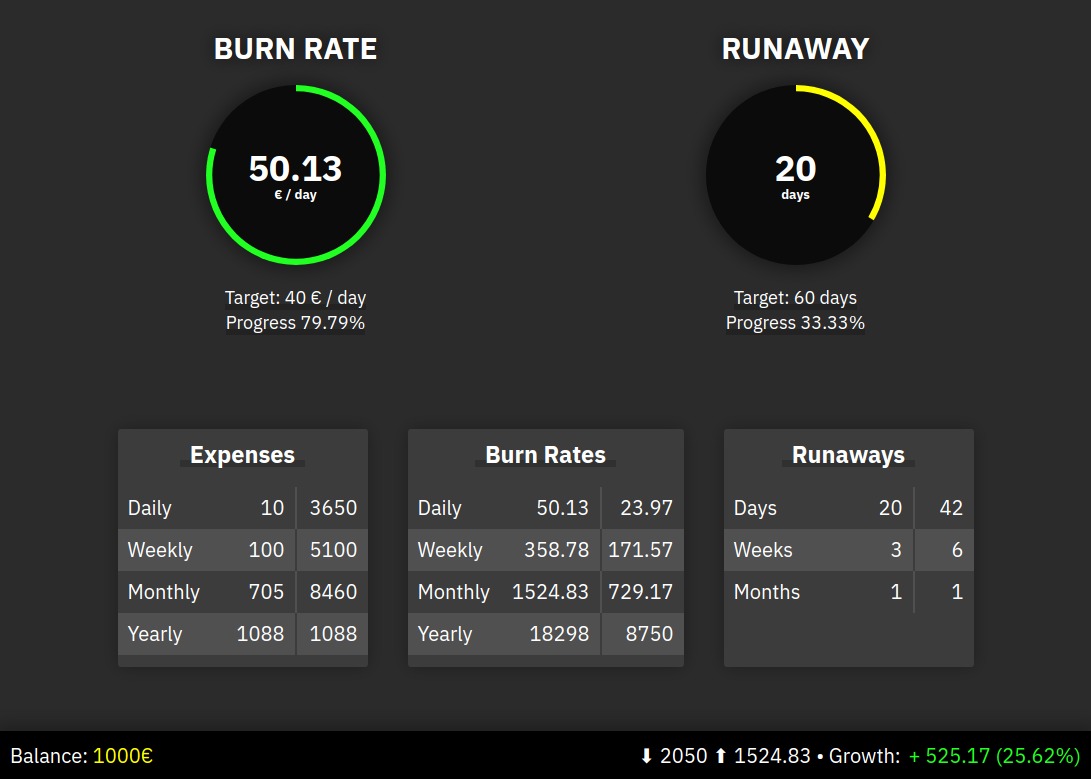 BURN RATE
50.13
€ / day
Target: 40 € / day
Progress 79.79%
RUNAWAY
20
days
Target: 60 days
Progress 33.33%
Expenses
Daily 10 3650
Weekly 100 5100
Monthly 705 8460
Yearly 1088 1088
Burn Rates
Daily 50.13 23.97
Weekly 358.78 171.57
Monthly 1524.83 729.17
Yearly 18298 8750
Runaways
Days 20 42
Weeks 3 6
Months 1 1
Balance: 1000€
⬇ 2050 ⬆ 1524.83 • Growth: + 525.17 (25.62%)